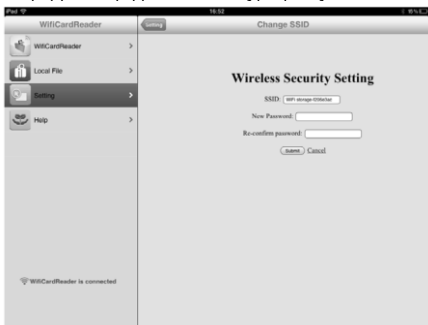 iPad
16:52
WifiCardReader
Setting
Change SSID
WifiCardReader
Local File
Setting
Help
Wireless Security Setting
SSID:
New Password:
Re-confirm password:
Submit Cancel
WifiCardReader is connected